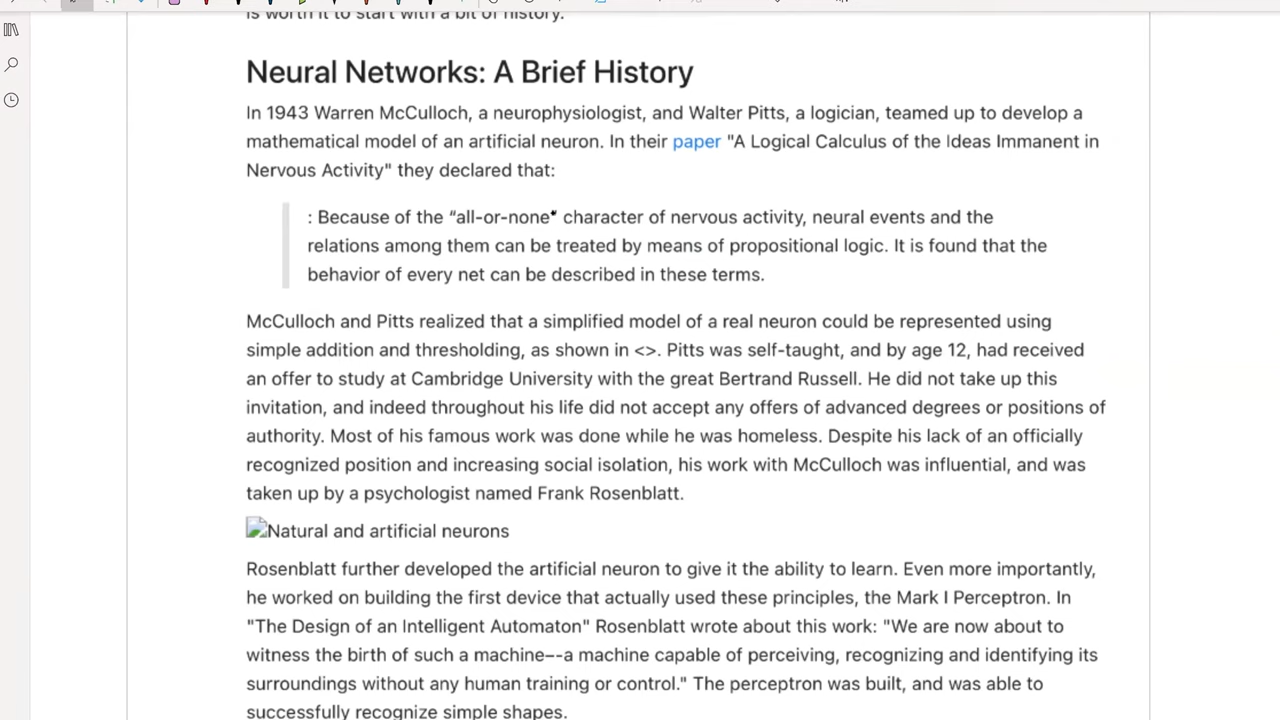 is worth it to start with a bit of history.
Neural Networks: A Brief History
In 1943 Warren McCulloch, a neurophysiologist, and Walter Pitts, a logician, teamed up to develop a
mathematical model of an artificial neuron. In their paper "A Logical Calculus of the Ideas Immanent in
Nervous Activity" they declared that:
: Because of the “all-or-none” character of nervous activity, neural events and the
relations among them can be treated by means of propositional logic. It is found that the
behavior of every net can be described in these terms.
McCulloch and Pitts realized that a simplified model of a real neuron could be represented using
simple addition and thresholding, as shown in <>. Pitts was self-taught, and by age 12, had received
an offer to study at Cambridge University with the great Bertrand Russell. He did not take up this
invitation, and indeed throughout his life did not accept any offers of advanced degrees or positions of
authority. Most of his famous work was done while he was homeless. Despite his lack of an officially
recognized position and increasing social isolation, his work with McCulloch was influential, and was
taken up by a psychologist named Frank Rosenblatt.
Natural and artificial neurons
Rosenblatt further developed the artificial neuron to give it the ability to learn. Even more importantly,
he worked on building the first device that actually used these principles, the Mark I Perceptron. In
"The Design of an Intelligent Automaton" Rosenblatt wrote about this work: "We are now about to
witness the birth of such a machine–-a machine capable of perceiving, recognizing and identifying its
surroundings without any human training or control." The perceptron was built, and was able to
successfully recognize simple shapes.